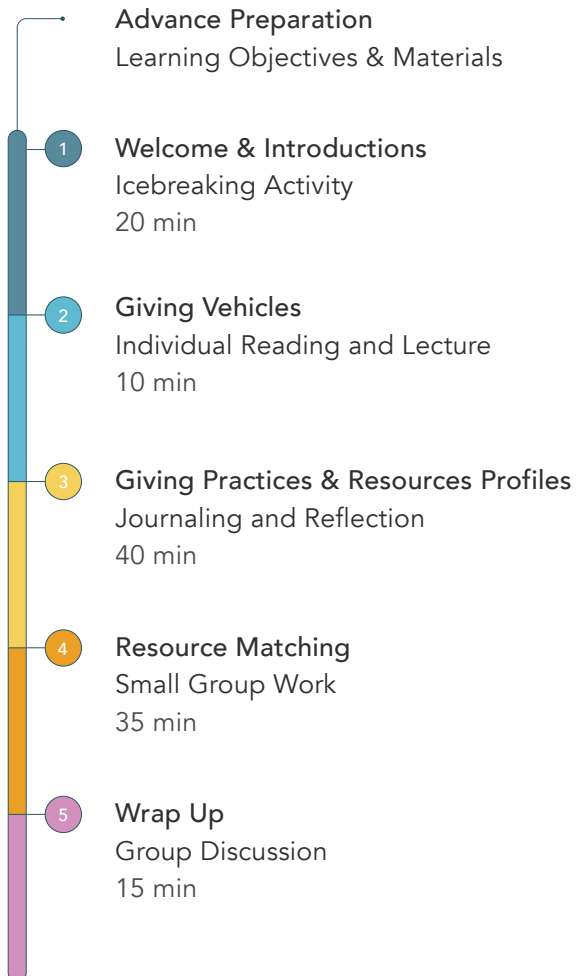 Advance Preparation
Learning Objectives & Materials
1
Welcome & Introductions
Icebreaking Activity
20 min
2
Giving Vehicles
Individual Reading and Lecture
10 min
3
Giving Practices & Resources Profiles
Journaling and Reflection
40 min
4
Resource Matching
Small Group Work
35 min
5
Wrap Up
Group Discussion
15 min